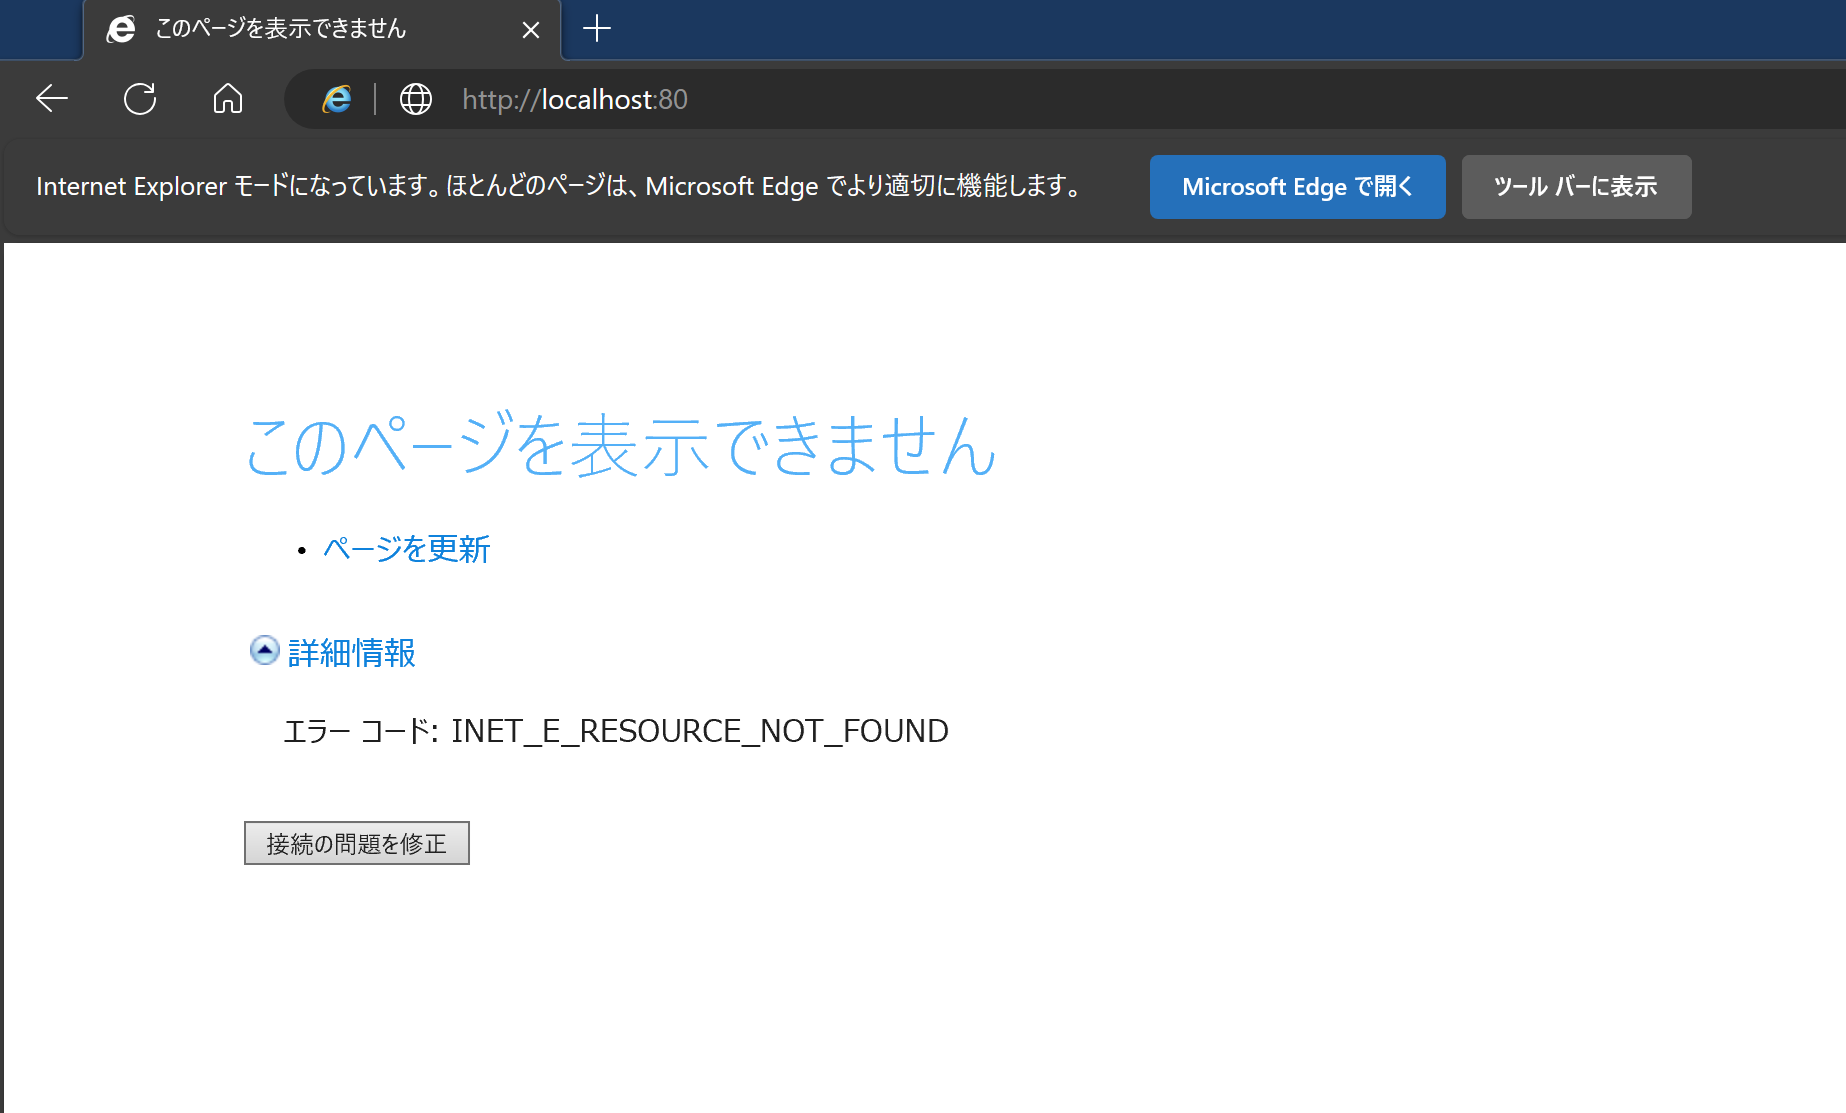 このページを表示できません
http://localhost:80
Internet Explorer モードになっています。ほとんどのページは、Microsoft Edge でより適切に機能します。
Microsoft Edge で開く
ツール バーに表示
このページを表示できません
• ページを更新
詳細情報
エラー コード: INET_E_RESOURCE_NOT_FOUND
接続の問題を修正